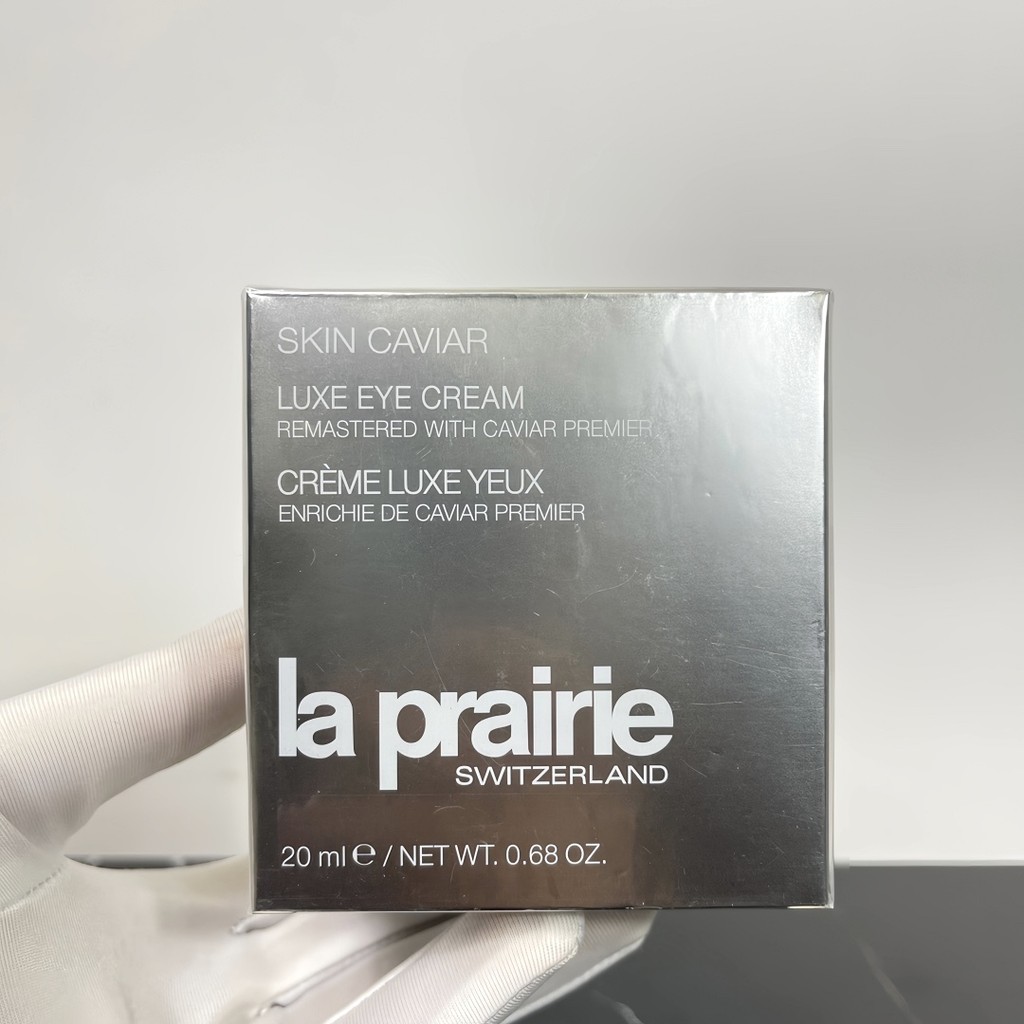 SKIN CAVIAR
LUXE EYE CREAM
REMASTERED WITH CAVIAR PREMIER
CRÈME LUXE YEUX
ENRICHIE DE CAVIAR PREMIER
la prairie
SWITZERLAND
20 ml ℮ / NET WT. 0.68 OZ.